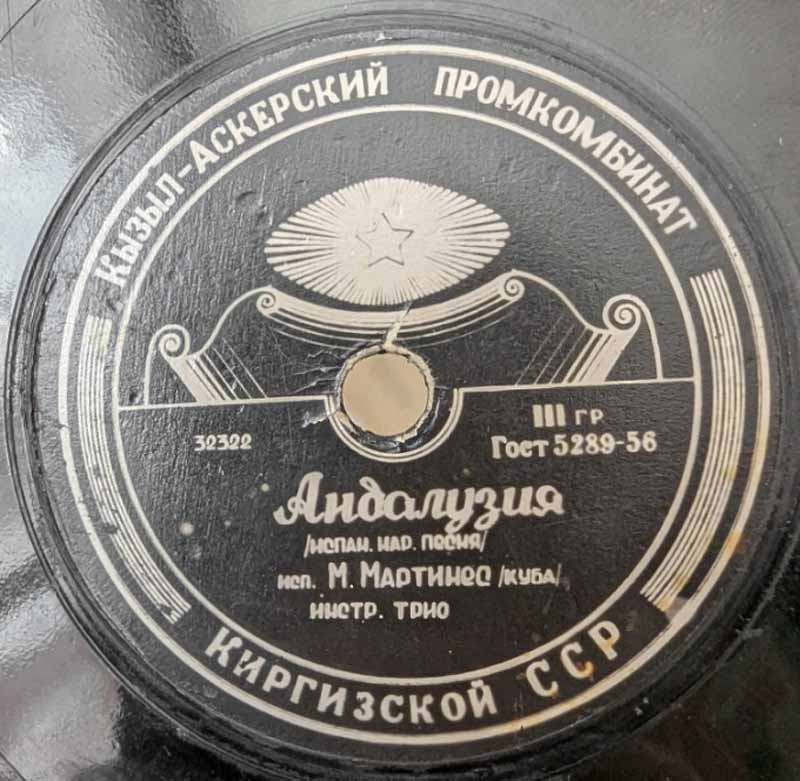 Кызыл-Аскерский промкомбинат
32322
III гр
Гост 5289-56
Андалузия
/испан. нар. песня/
исп. М. Мартинес /куба/
инстр. трио
Киргизской ССР